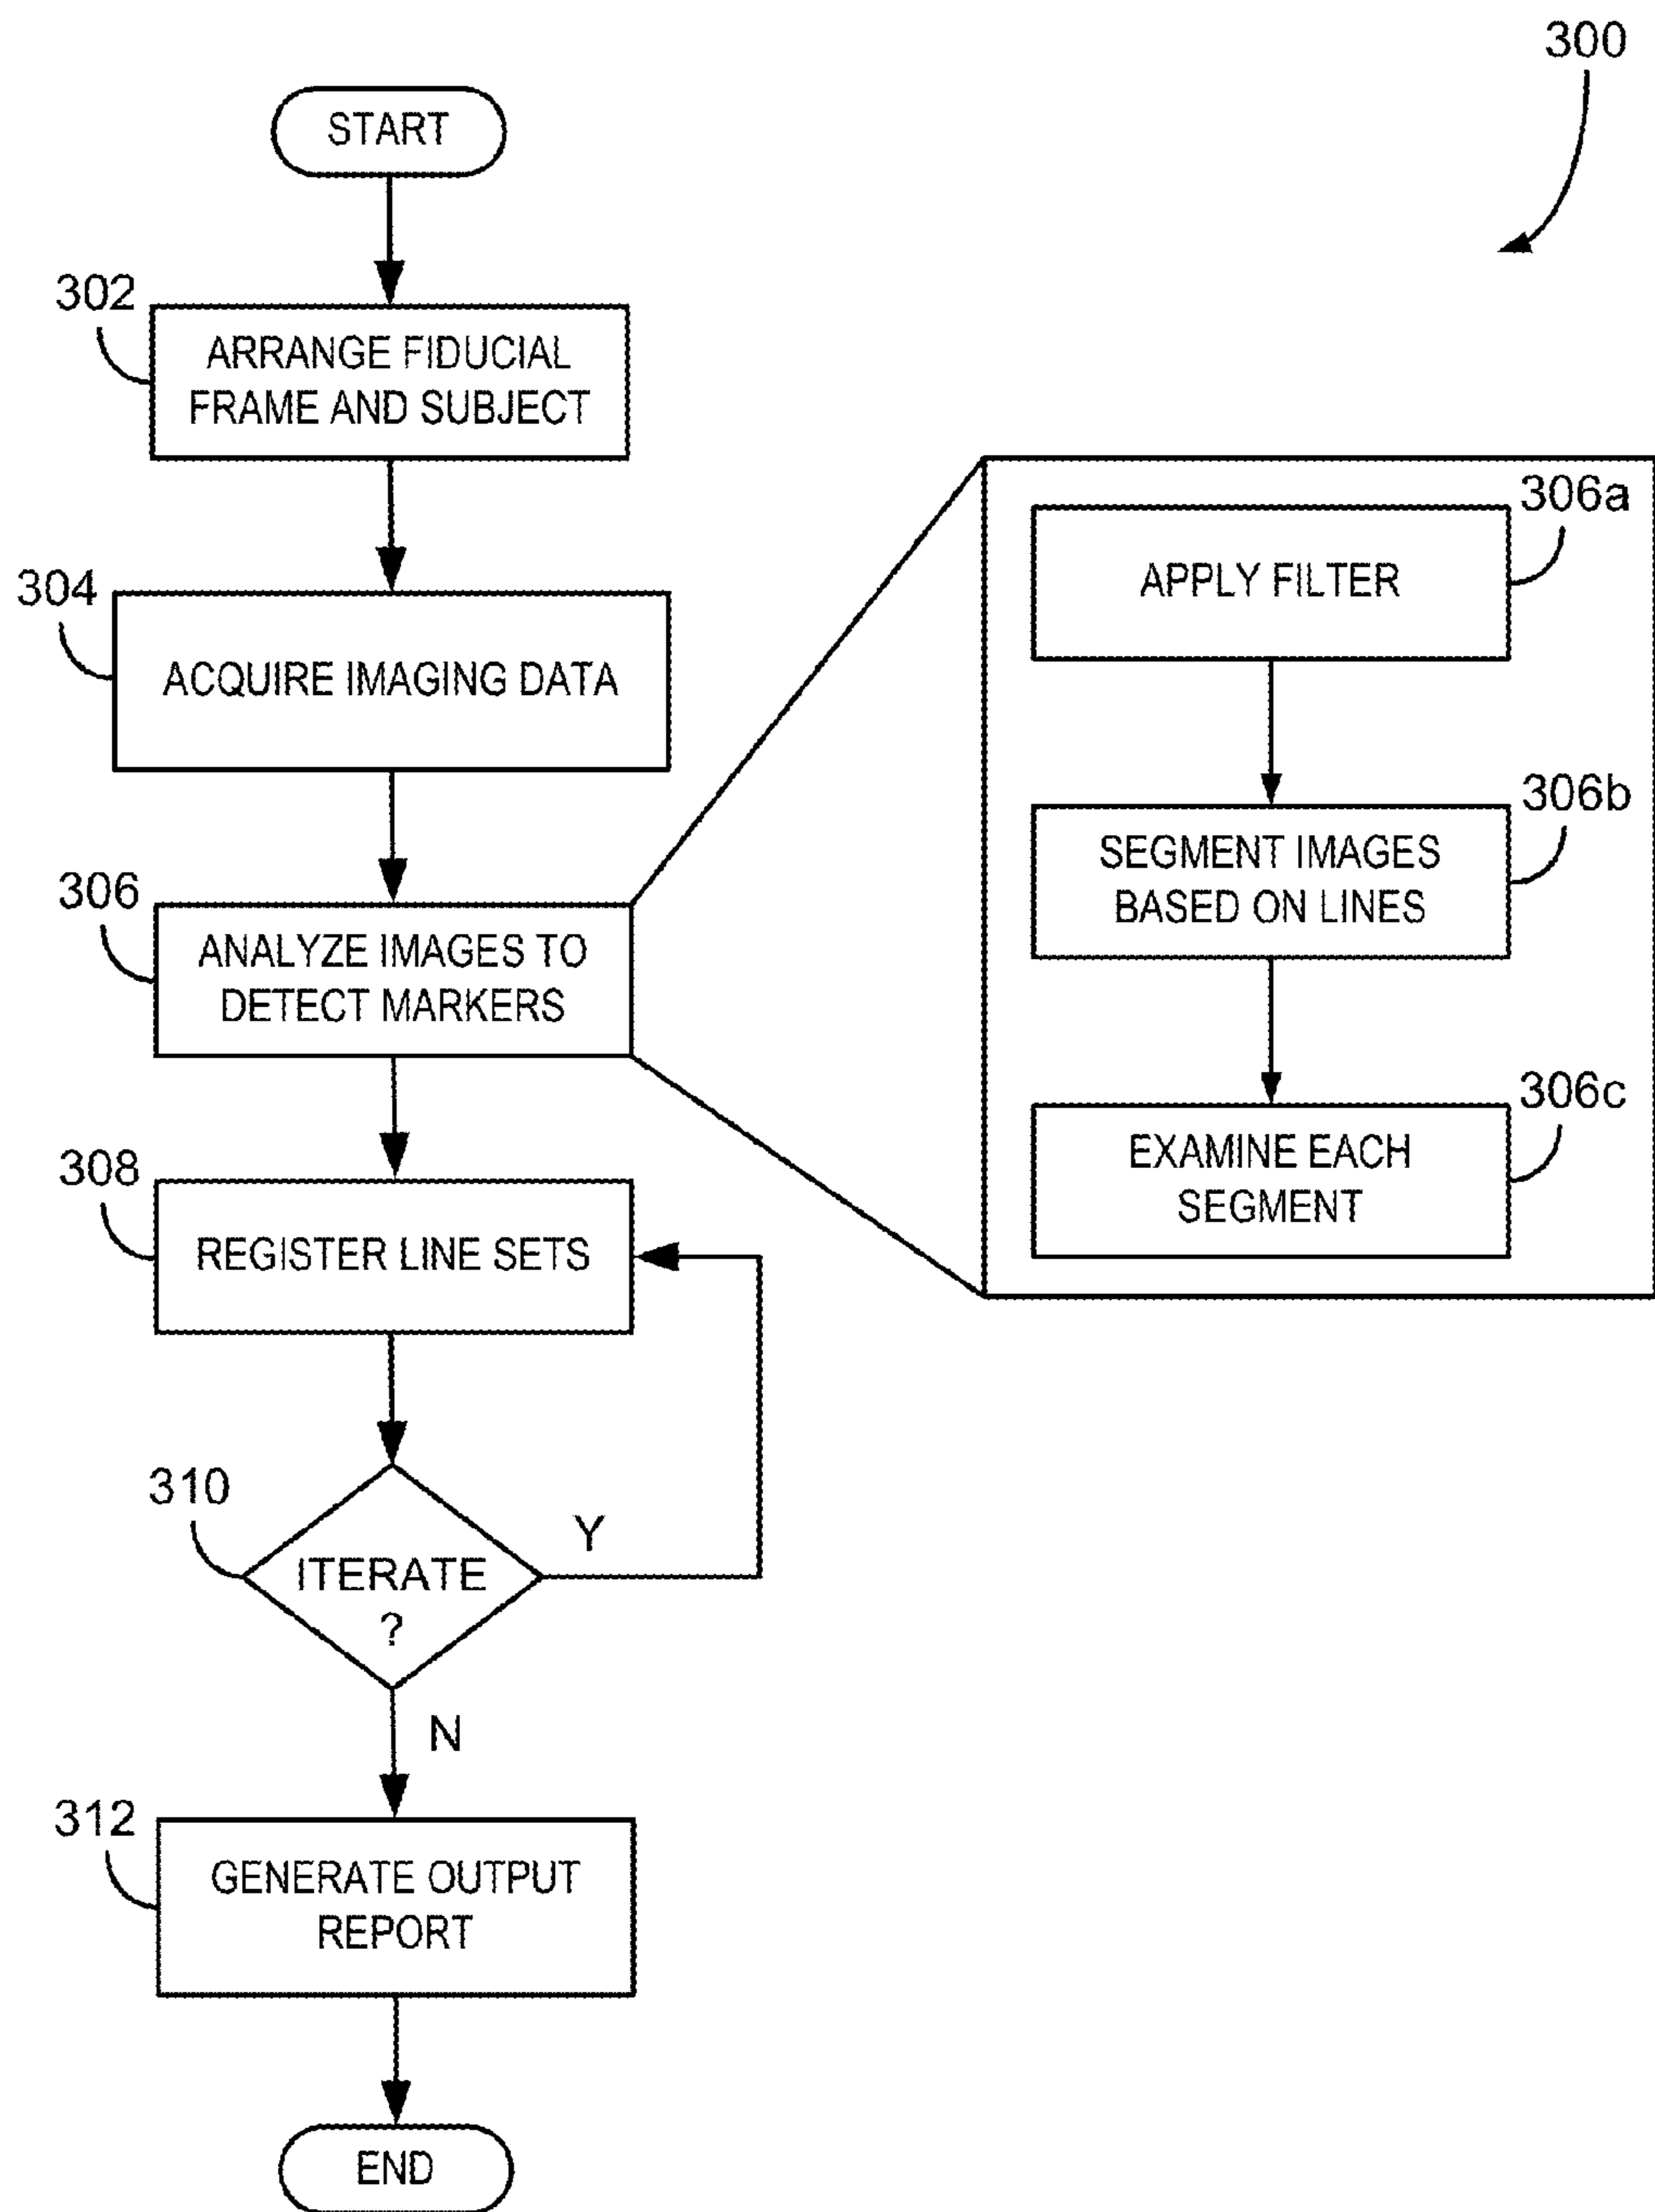 300
START
302
ARRANGE FIDUCIAL
FRAME AND SUBJECT
304
ACQUIRE IMAGING DATA
306
ANALYZE IMAGES TO
DETECT MARKERS
306a
APPLY FILTER
306b
SEGMENT IMAGES
BASED ON LINES
306c
EXAMINE EACH
SEGMENT
308
REGISTER LINE SETS
310
ITERATE
?
Y
N
312
GENERATE OUTPUT
REPORT
END